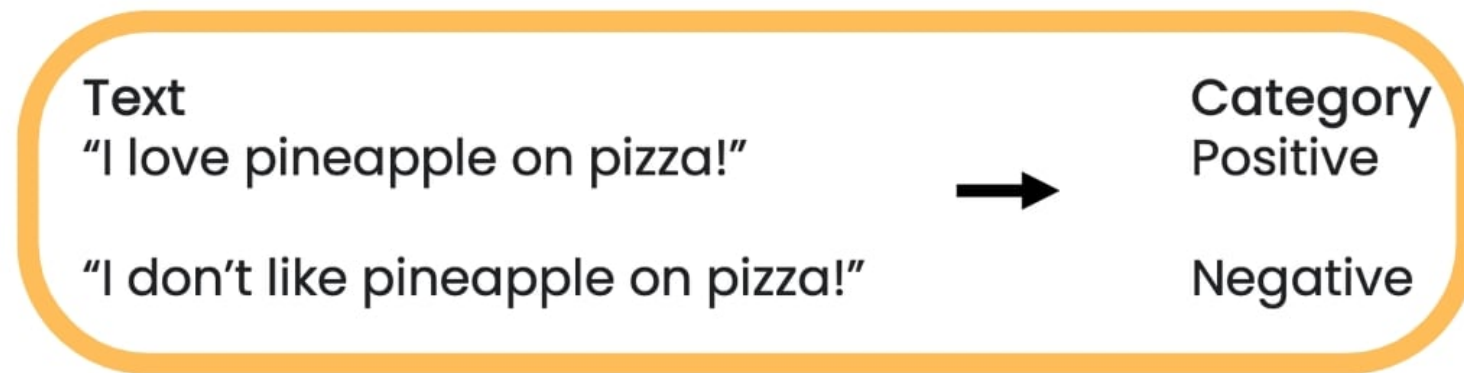 Text Category
“I love pineapple on pizza!” Positive
“I don’t like pineapple on pizza!” Negative